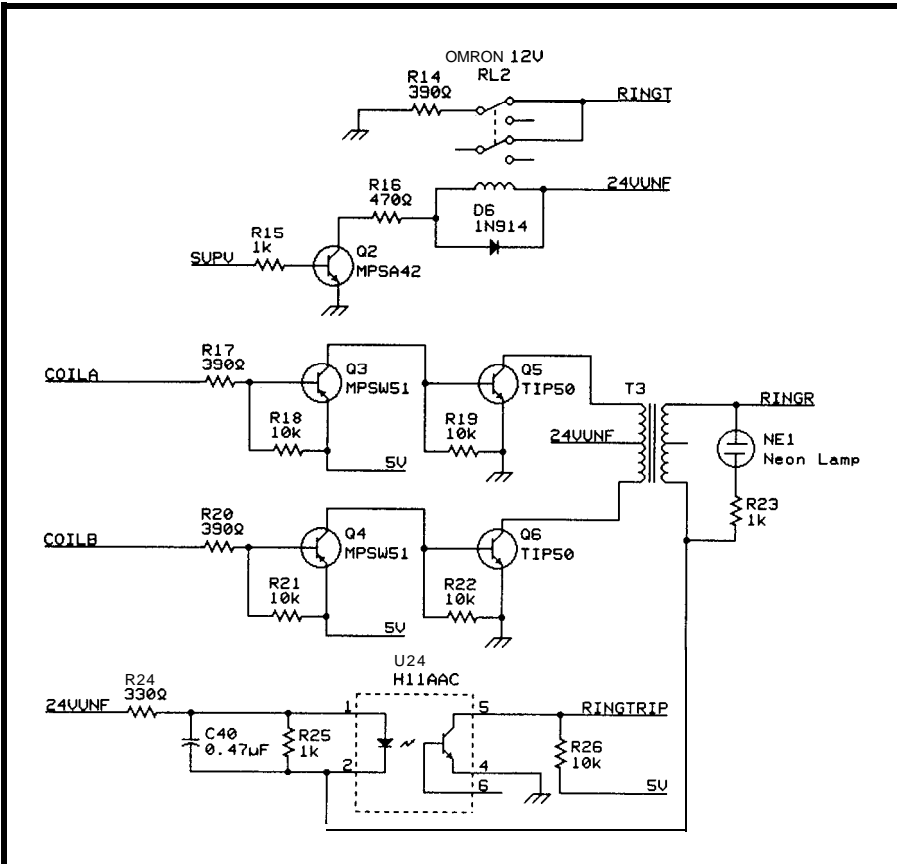 OMRON 12V
RL2
R14
390Ω
RINGT
R16
470Ω
24VUNF
D6
1N914
R15
1k
SUPV
Q2
MPSA42
R17
390Ω
COILA
Q3
MPSW51
R18
10k
5V
Q5
TIP50
R19
10k
T3
24VUNF
RINGR
NE1
Neon Lamp
R23
1k
R20
390Ω
COILB
Q4
MPSW51
R21
10k
5V
Q6
TIP50
R22
10k
U24
H11AAC
R24
330Ω
24VUNF
C40
0.47µF
R25
1k
1
2
5
4
6
RINGTRIP
R26
10k
5V